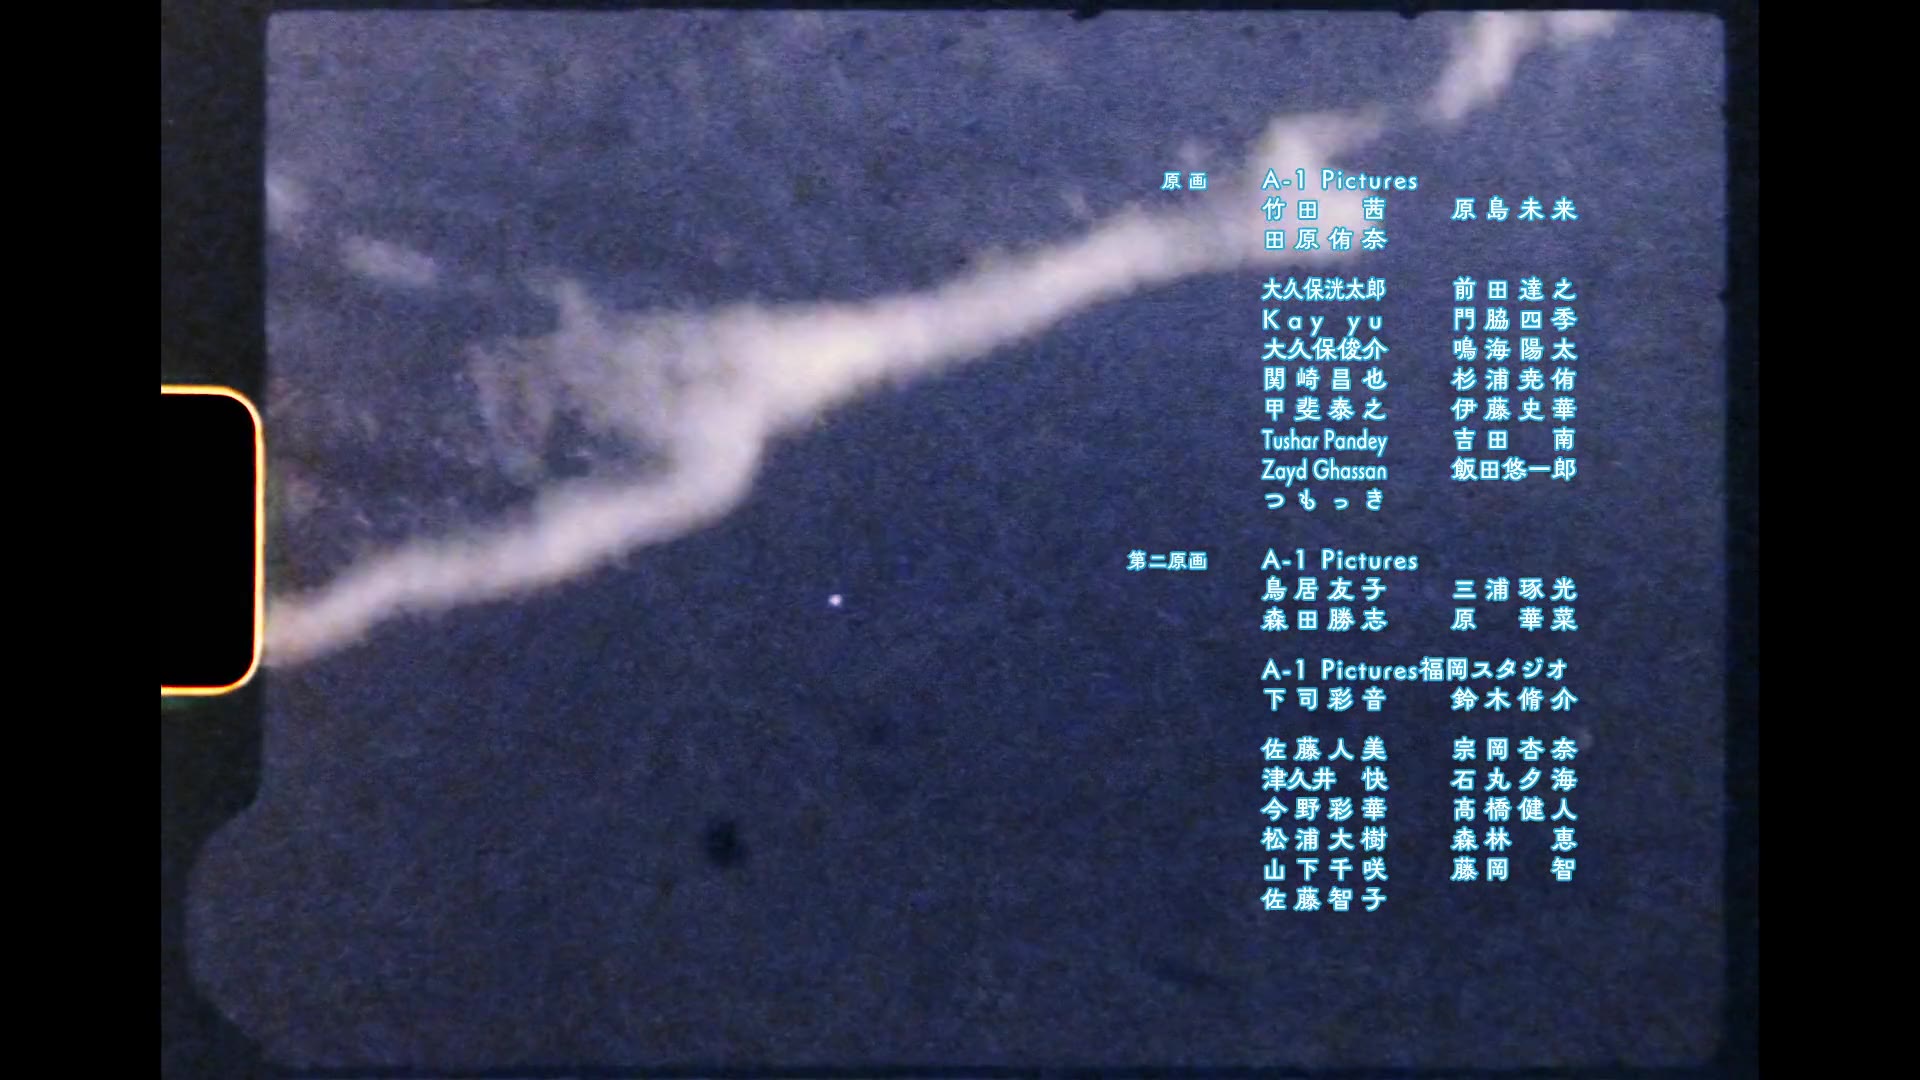 原画 A-1 Pictures
竹田 茜 原島未来
田原侑奈
大久保洸太郎 前田達之
Kay yu 門脇四季
大久保俊介 鳴海陽太
関崎昌也 杉浦尭侑
甲斐泰之 伊藤史華
Tushar Pandey 吉田 南
Zayd Ghassan 飯田悠一郎
つもっき
第二原画 A-1 Pictures
鳥居友子 三浦琢光
森田勝志 原 華菜
A-1 Pictures福岡スタジオ
下司彩音 鈴木脩介
佐藤人美 宗岡杏奈
津久井 快 石丸夕海
今野彩華 髙橋健人
松浦大樹 森林 恵
山下千咲 藤岡 智
佐藤智子